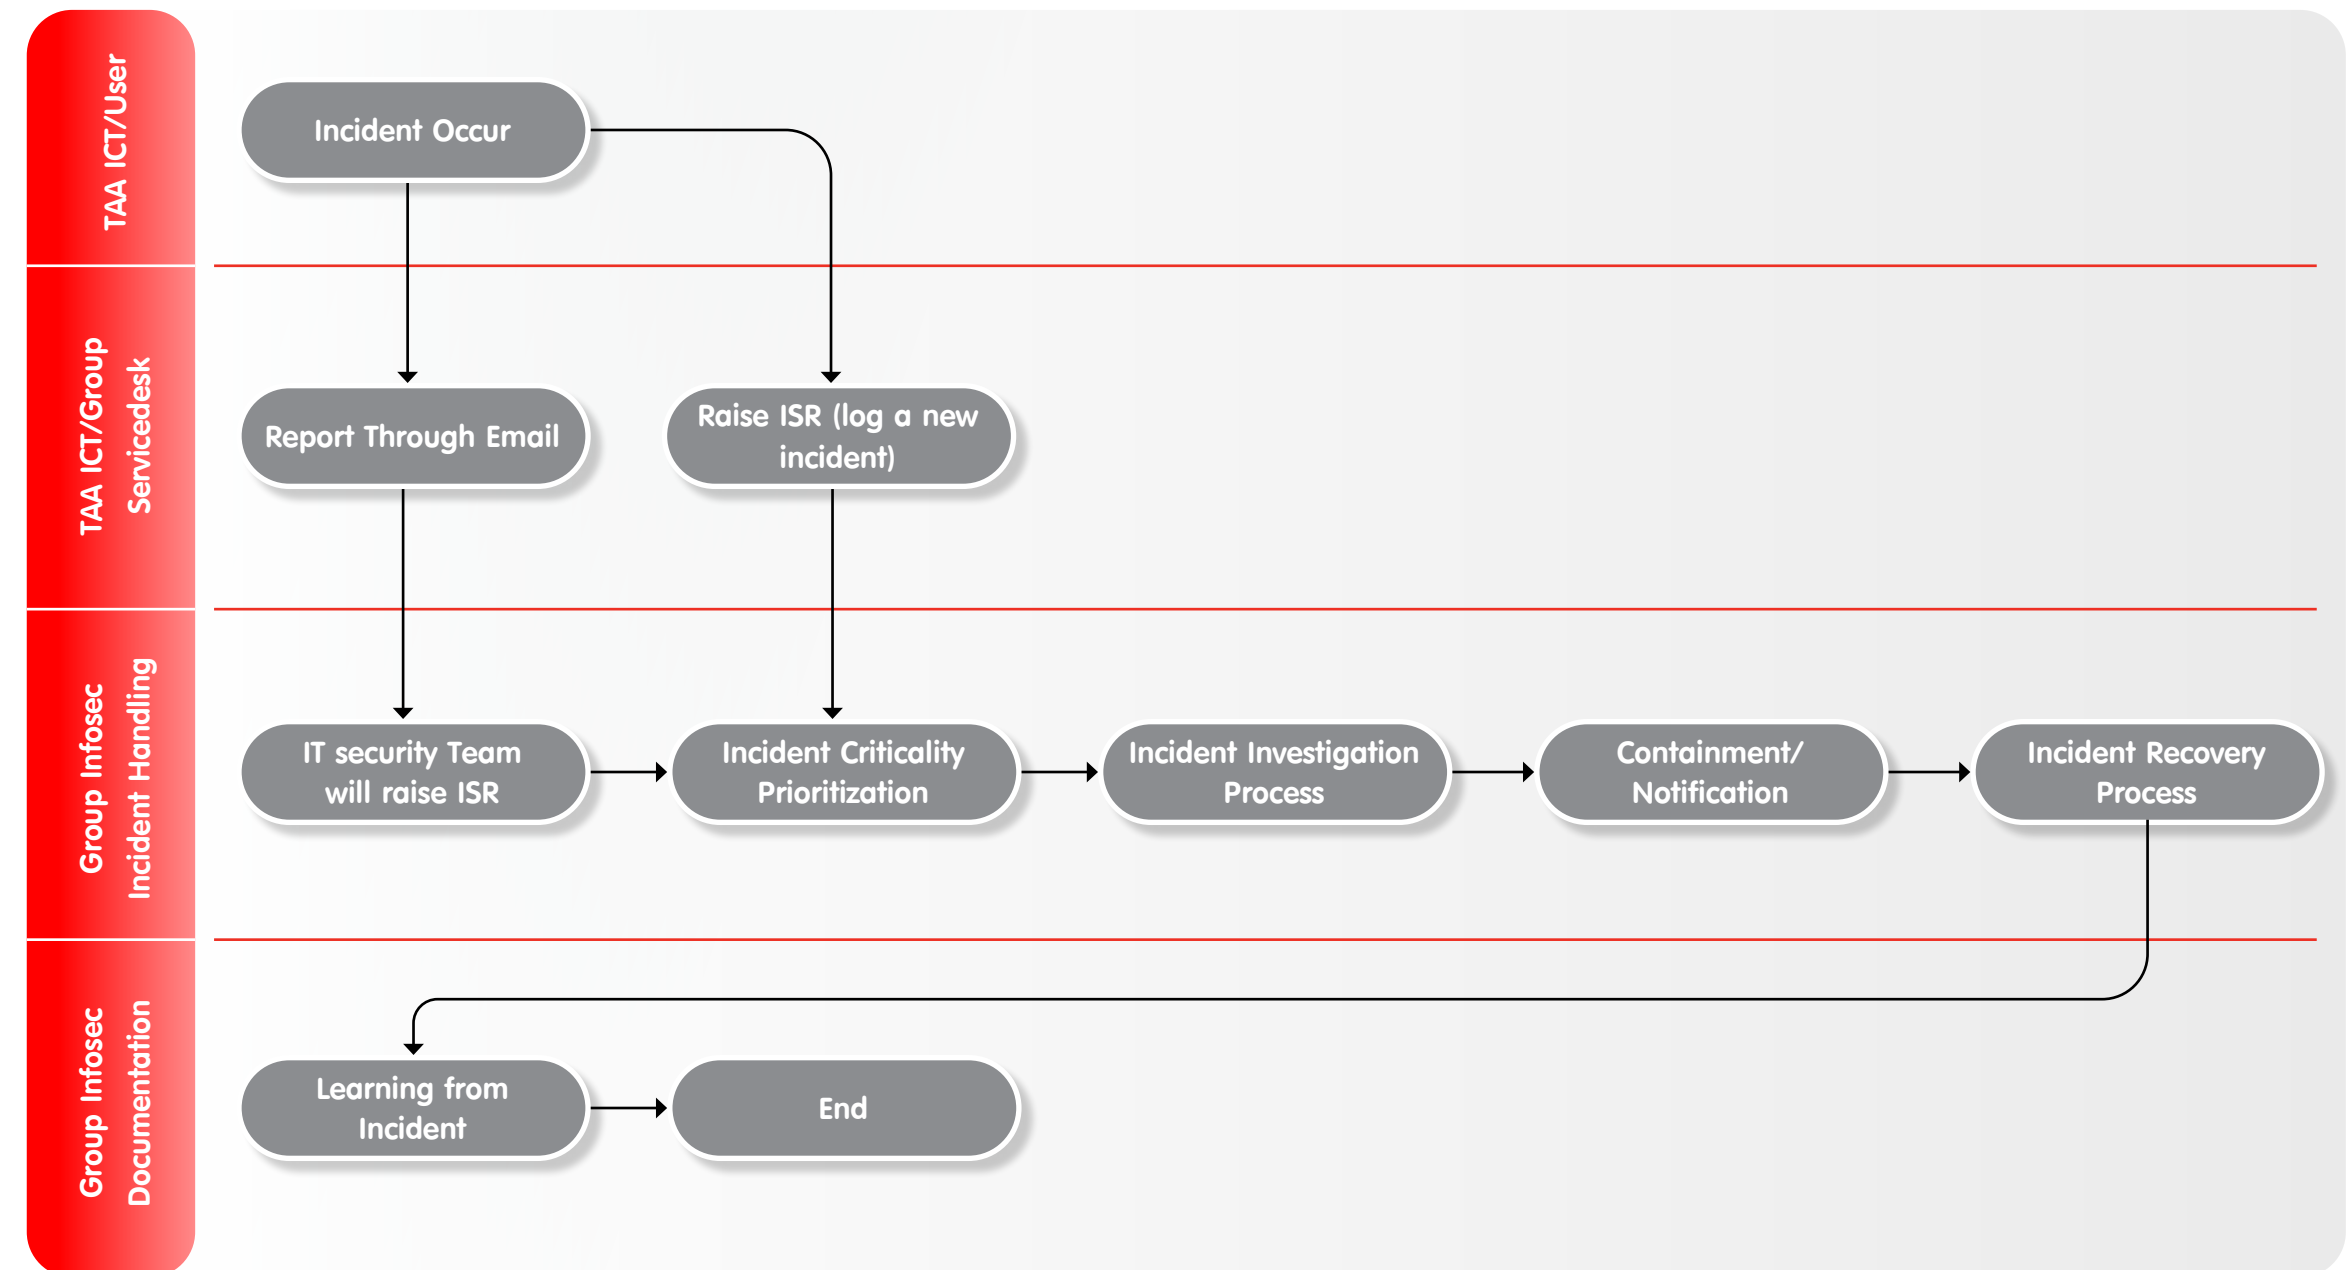 TAA ICT/User
Incident Occur
TAA ICT/Group
Servicedesk
Report Through Email
Raise ISR (log a new
incident)
Group Infosec
Incident Handling
IT security Team
will raise ISR
Incident Criticality
Prioritization
Incident Investigation
Process
Containment/
Notification
Incident Recovery
Process
Group Infosec
Documentation
Learning from
Incident
End